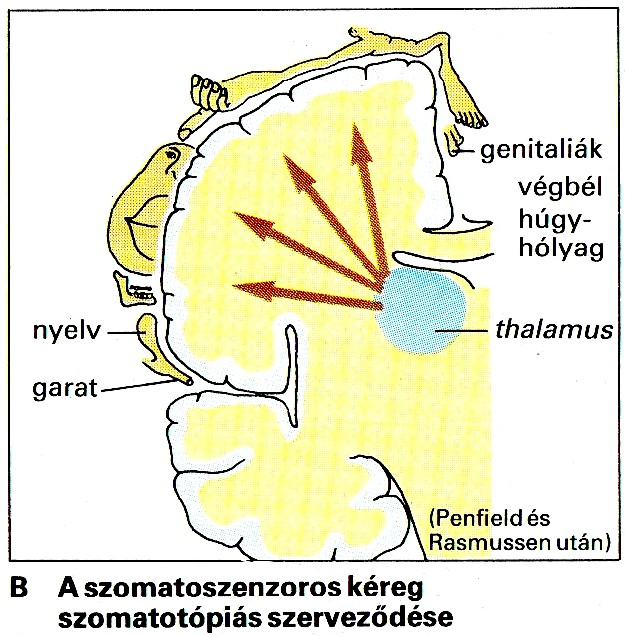 genitaliák
végbél
húgy-
hólyag
thalamus
nyelv
garat
(Penfield és
Rasmussen után)
B A szomatoszenzoros kéreg
szomatotópiás szerveződése